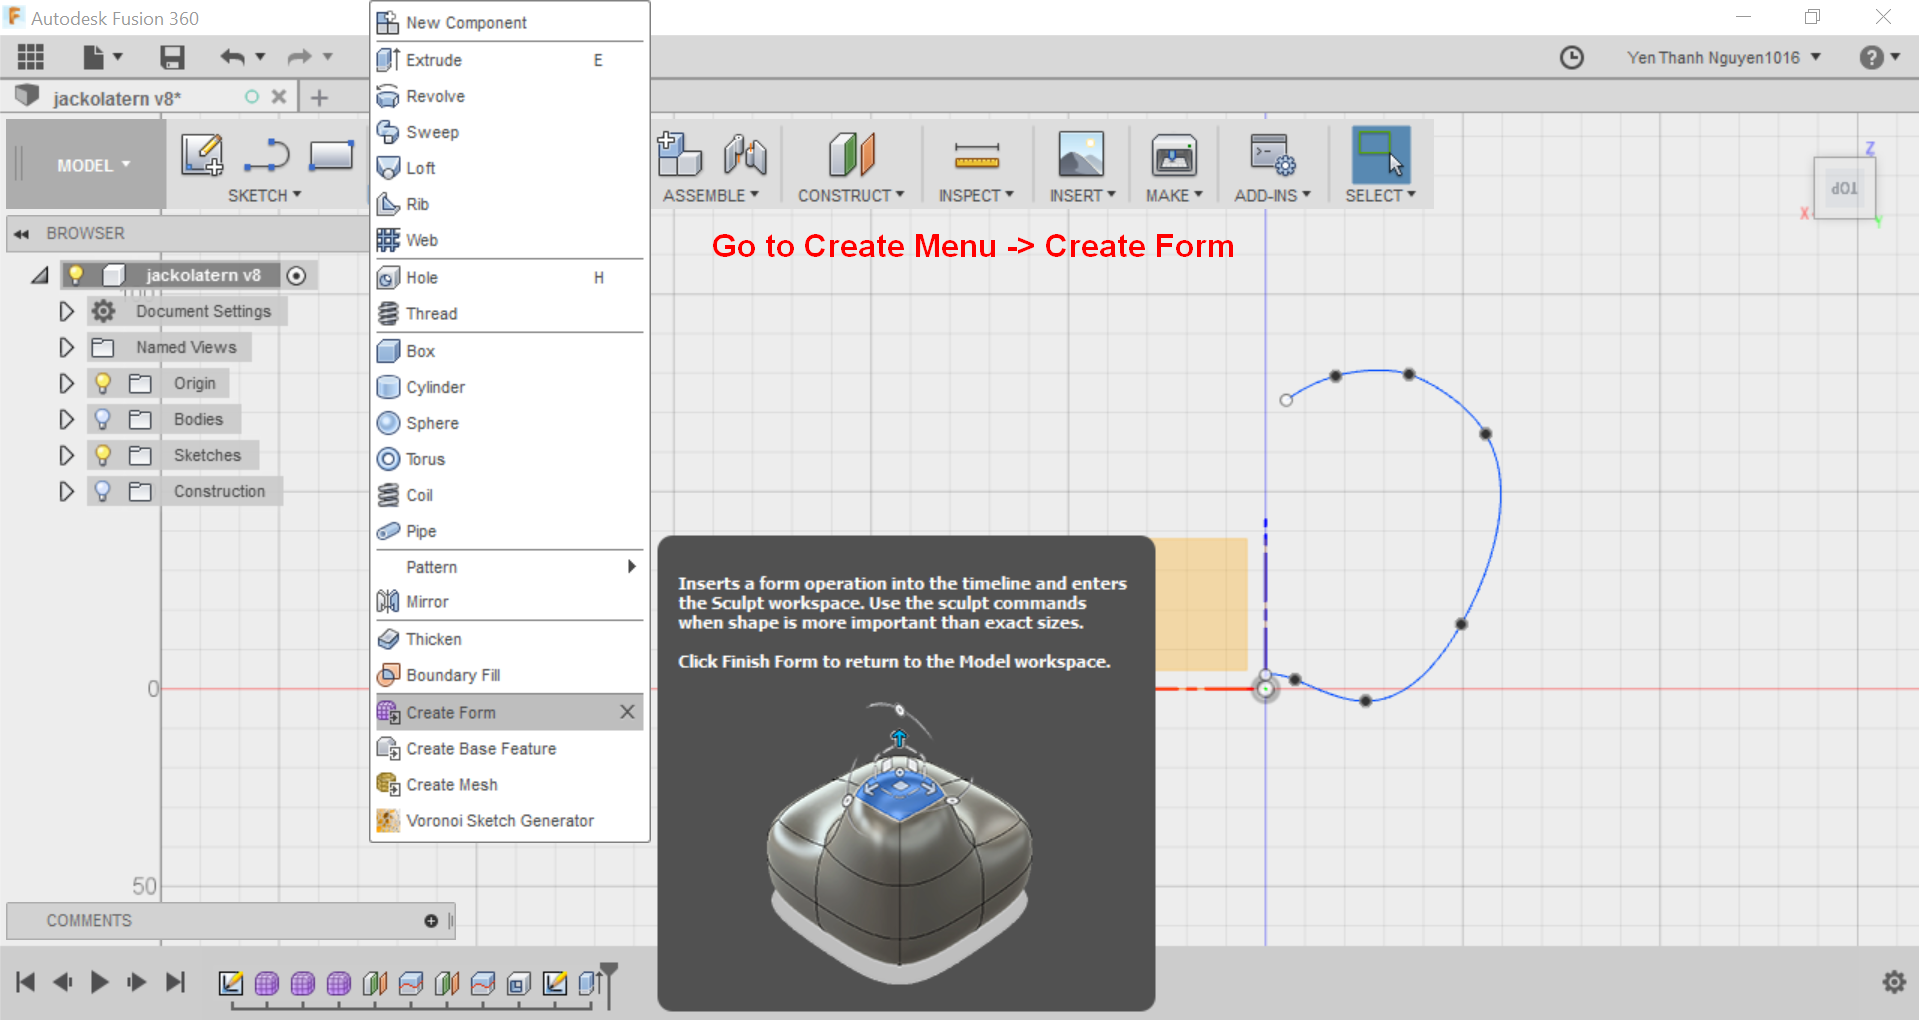 Autodesk Fusion 360
Yen Thanh Nguyen1016
jackolatern v8*
MODEL
SKETCH
ASSEMBLE
CONSTRUCT
INSPECT
INSERT
MAKE
ADD-INS
SELECT
BROWSER
jackolatern v8
Document Settings
Named Views
Origin
Bodies
Sketches
Construction
New Component
Extrude E
Revolve
Sweep
Loft
Rib
Web
Hole H
Thread
Box
Cylinder
Sphere
Torus
Coil
Pipe
Pattern
Mirror
Thicken
Boundary Fill
Create Form
Create Base Feature
Create Mesh
Voronoi Sketch Generator
Go to Create Menu -> Create Form
Z
TOP
X
Y
Inserts a form operation into the timeline and enters
the Sculpt workspace. Use the sculpt commands
when shape is more important than exact sizes.
Click Finish Form to return to the Model workspace.
0
50
COMMENTS